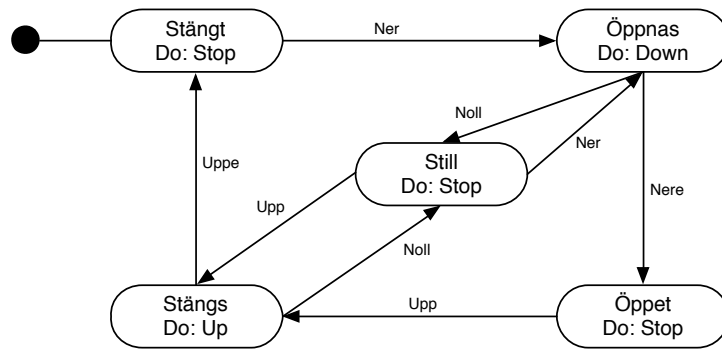 Stängt
Do: Stop
Ner
Öppnas
Do: Down
Noll
Still
Do: Stop
Ner
Uppe
Upp
Nere
Noll
Stängs
Do: Up
Upp
Öppet
Do: Stop